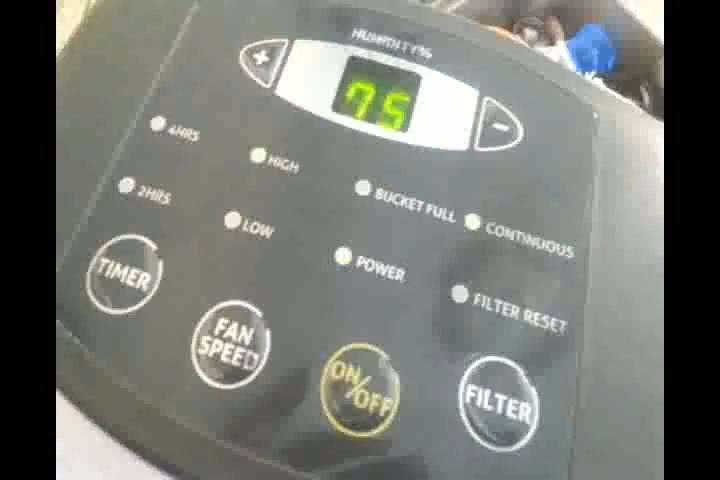 HUMIDITY%
+
75
-
4HRS
HIGH
BUCKET FULL
CONTINUOUS
2HRS
LOW
POWER
FILTER RESET
TIMER
FAN
SPEED
ON/OFF
FILTER